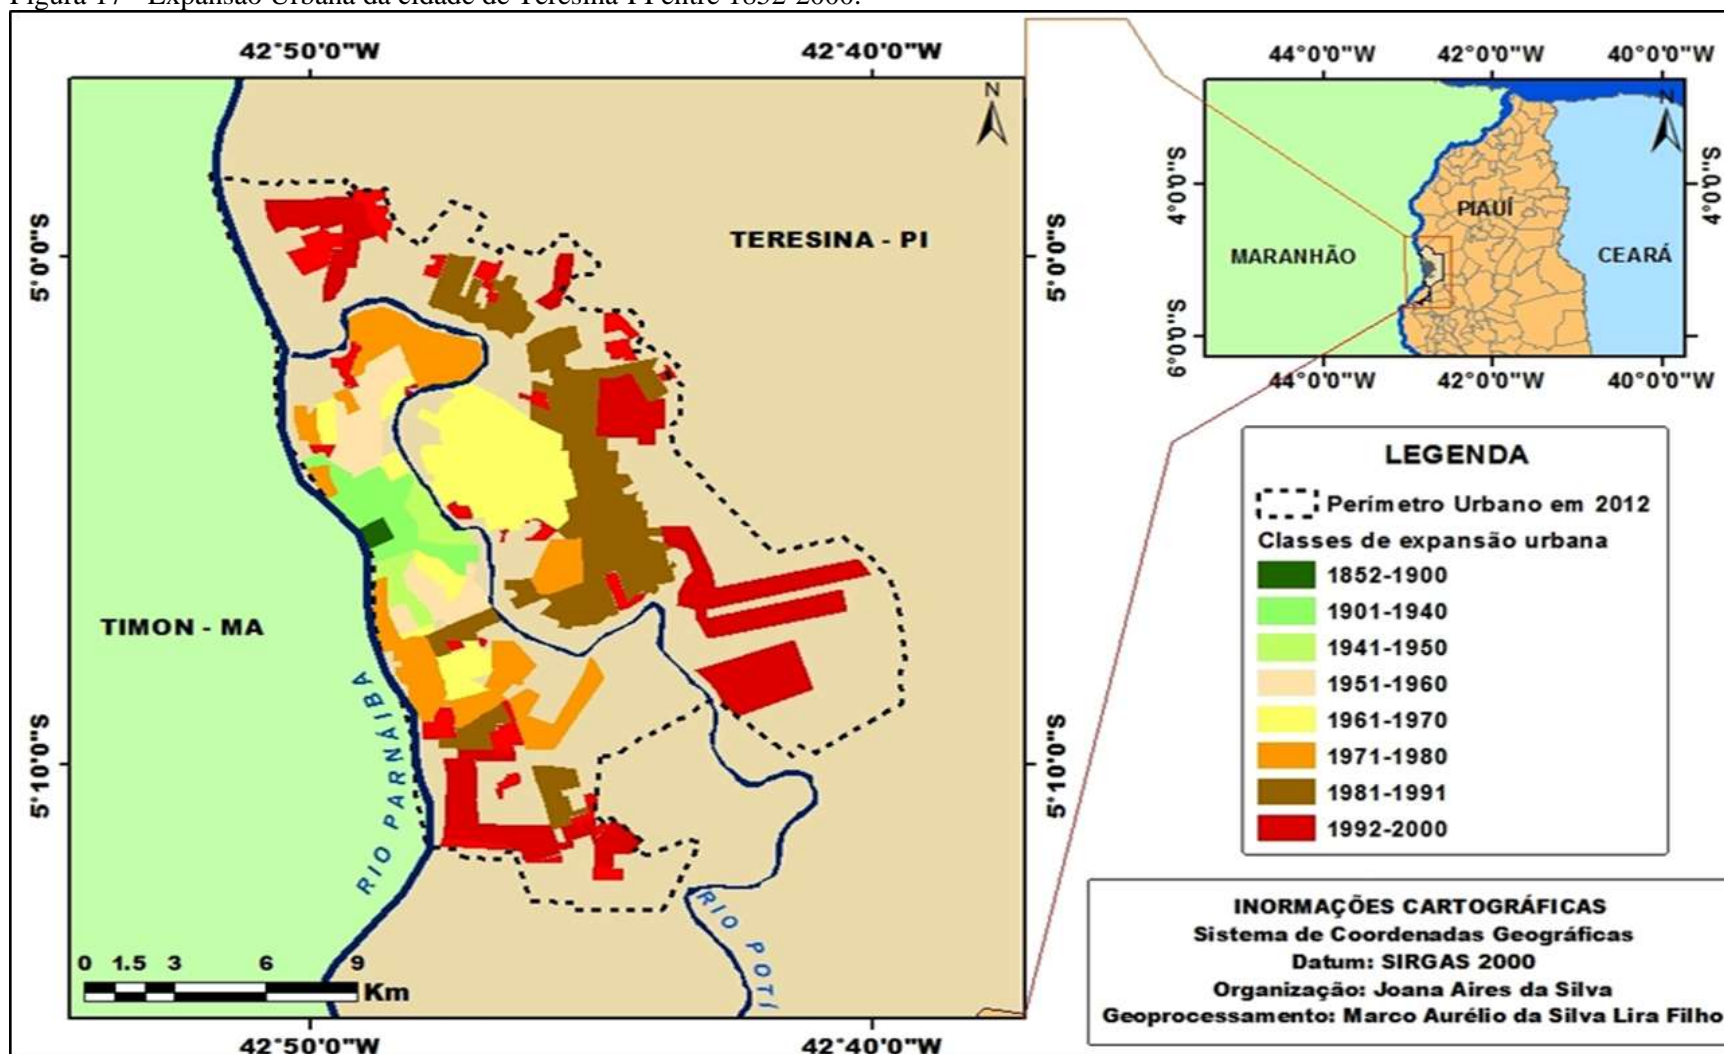 Figura 17 - Expansão Urbana da cidade de Teresina-PI entre 1852-2000.
42°50'0"W
42°40'0"W
N
5°0'0"S
5°0'0"S
TERESINA - PI
TIMON - MA
RIO PARNÁIBA
RIO POTÍ
5°10'0"S
5°10'0"S
0 1.5 3 6 9
Km
42°50'0"W
42°40'0"W
44°0'0"W 42°0'0"W 40°0'0"W
N
4°0'0"S
4°0'0"S
PIAUÍ
MARANHÃO
CEARÁ
6°0'0"S
6°0'0"S
44°0'0"W 42°0'0"W 40°0'0"W
LEGENDA
Perímetro Urbano em 2012
Classes de expansão urbana
1852-1900
1901-1940
1941-1950
1951-1960
1961-1970
1971-1980
1981-1991
1992-2000
INORMAÇÕES CARTOGRÁFICAS
Sistema de Coordenadas Geográficas
Datum: SIRGAS 2000
Organização: Joana Aires da Silva
Geoprocessamento: Marco Aurélio da Silva Lira Filho